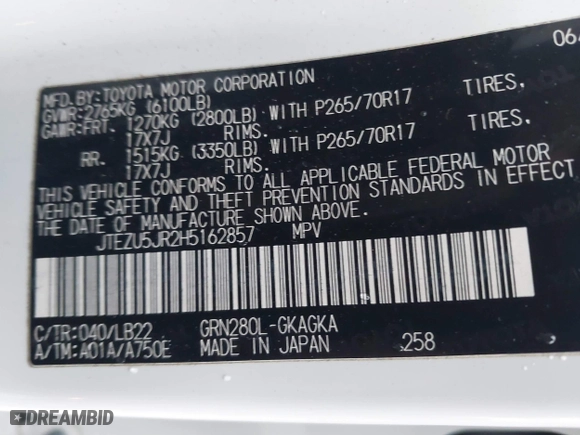 MFD.BY:TOYOTA MOTOR CORPORATION 06
GVWR:2765KG (6100LB)
GAWR:FRT. 1270KG (2800LB) WITH P265/70R17 TIRES,
17X7J RIMS.
RR. 1515KG (3350LB) WITH P265/70R17 TIRES,
17X7J RIMS.
THIS VEHICLE CONFORMS TO ALL APPLICABLE FEDERAL MOTOR
VEHICLE SAFETY AND THEFT PREVENTION STANDARDS IN EFFECT
THE DATE OF MANUFACTURE SHOWN ABOVE.
JTEZU5JR2H5162857 MPV
C/TR:040/LB22 GRN280L-GKAGKA
A/TM:A01A/A750E MADE IN JAPAN 258
DREAMBID